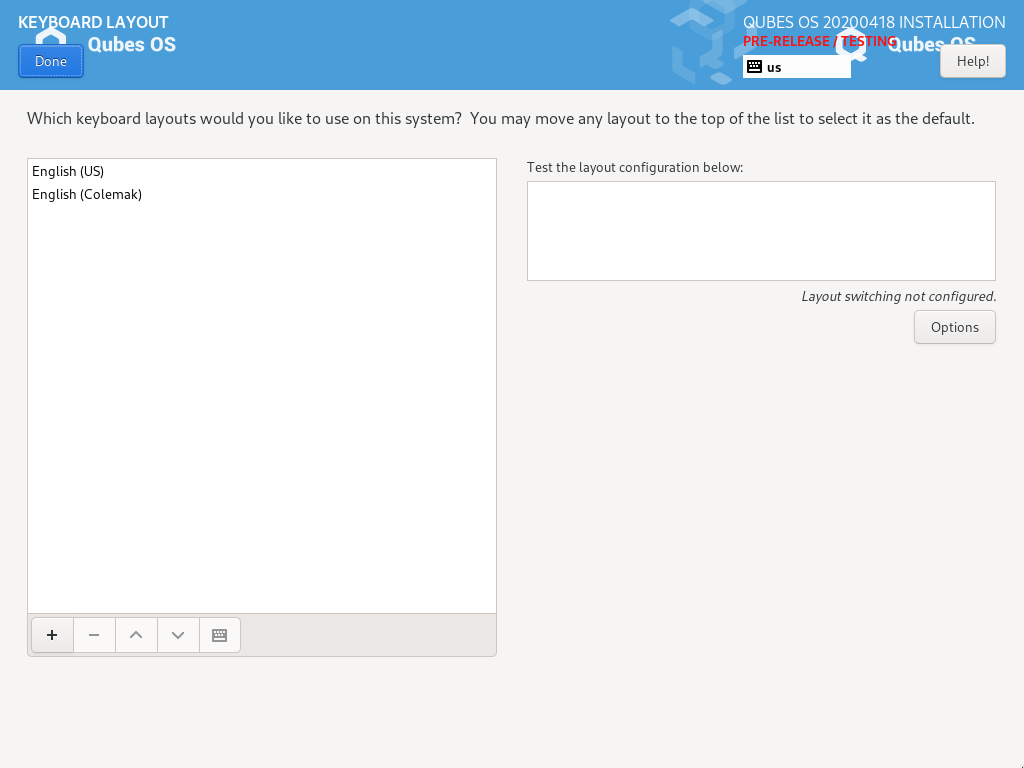 KEYBOARD LAYOUT
Qubes OS
Done
QUBES OS 20200418 INSTALLATION
PRE-RELEASE / TESTING
Qubes OS
us
Help!
Which keyboard layouts would you like to use on this system?  You may move any layout to the top of the list to select it as the default.
English (US)
English (Colemak)
Test the layout configuration below:
Layout switching not configured.
Options